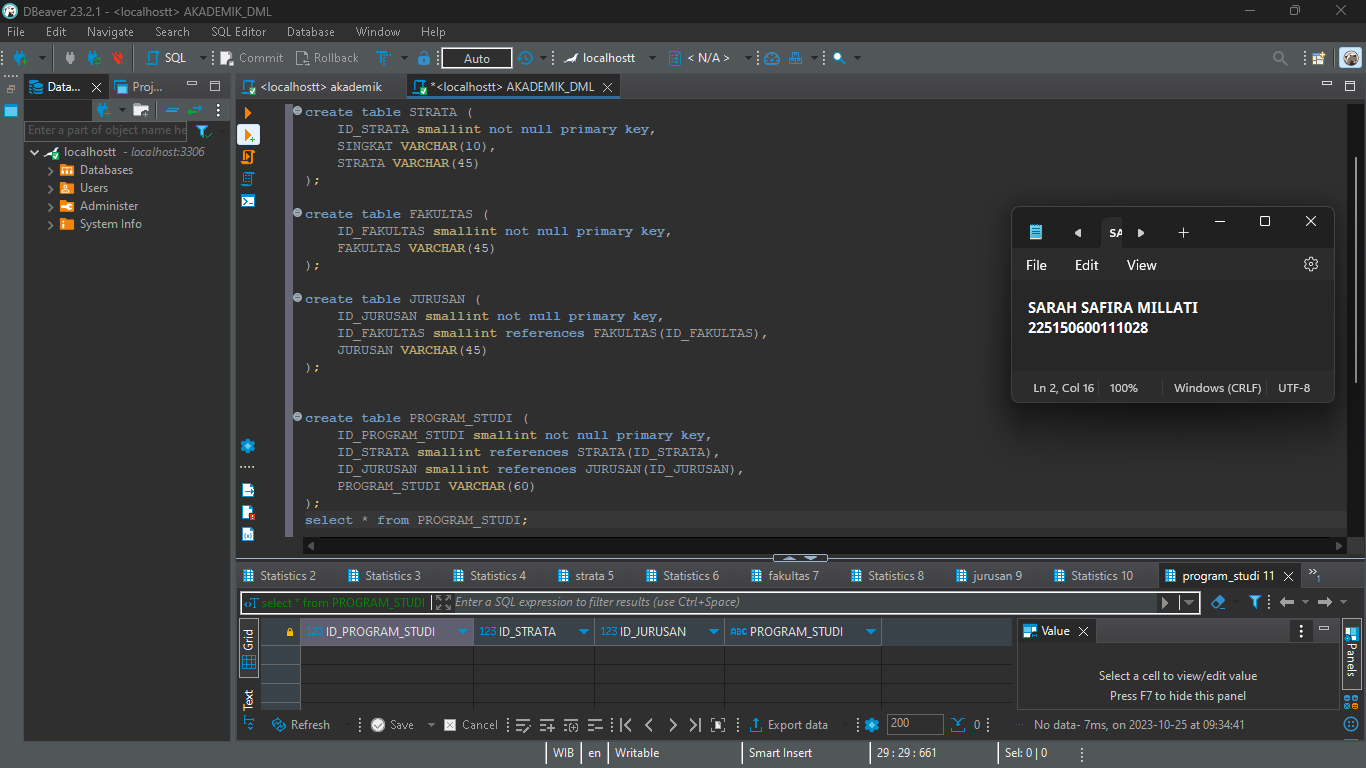 DBeaver 23.2.1 - <localhostt> AKADEMIK_DML
File Edit Navigate Search SQL Editor Database Window Help
SQL Commit Rollback Auto localhostt < N/A >
Data... Proj... <localhostt> akademik *<localhostt> AKADEMIK_DML
Enter a part of object name he
localhostt - localhost:3306
Databases
Users
Administer
System Info
create table STRATA (
ID_STRATA smallint not null primary key,
SINGKAT VARCHAR(10),
STRATA VARCHAR(45)
);
create table FAKULTAS (
ID_FAKULTAS smallint not null primary key,
FAKULTAS VARCHAR(45)
);
create table JURUSAN (
ID_JURUSAN smallint not null primary key,
ID_FAKULTAS smallint references FAKULTAS(ID_FAKULTAS),
JURUSAN VARCHAR(45)
);
create table PROGRAM_STUDI (
ID_PROGRAM_STUDI smallint not null primary key,
ID_STRATA smallint references STRATA(ID_STRATA),
ID_JURUSAN smallint references JURUSAN(ID_JURUSAN),
PROGRAM_STUDI VARCHAR(60)
);
select * from PROGRAM_STUDI;
SA
File Edit View
SARAH SAFIRA MILLATI
225150600111028
Ln 2, Col 16 100% Windows (CRLF) UTF-8
Statistics 2 Statistics 3 Statistics 4 strata 5 Statistics 6 fakultas 7 Statistics 8 jurusan 9 Statistics 10 program_studi 11 »1
select * from PROGRAM_STUDI Enter a SQL expression to filter results (use Ctrl+Space)
Grid
Text
123 ID_PROGRAM_STUDI 123 ID_STRATA 123 ID_JURUSAN ABC PROGRAM_STUDI
Value
Select a cell to view/edit value
Press F7 to hide this panel
Panels
Refresh Save Cancel Export data 200 0 No data- 7ms, on 2023-10-25 at 09:34:41
WIB en Writable Smart Insert 29 : 29 : 661 Sel: 0 | 0